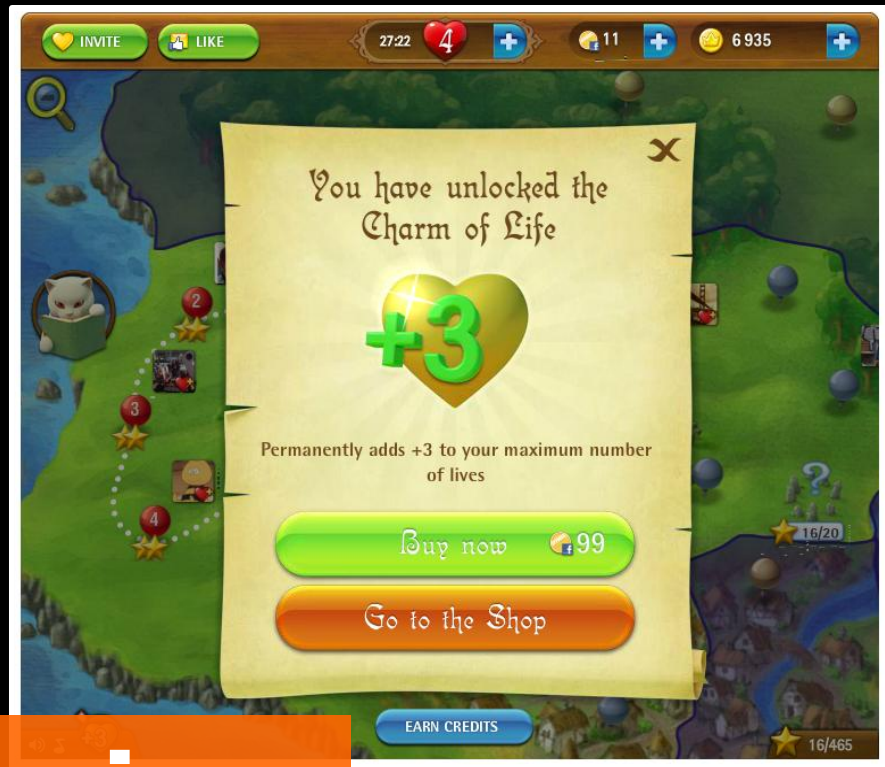 INVITE
LIKE
27:22
4
11
6 935
You have unlocked the
Charm of Life
+3
Permanently adds +3 to your maximum number
of lives
Buy now 99
Go to the Shop
2
3
4
16/20
EARN CREDITS
16/465